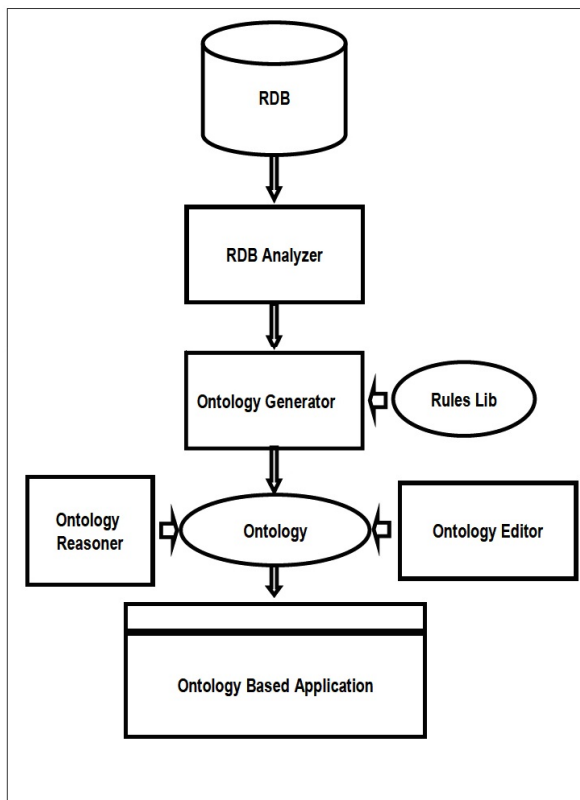 RDB
RDB Analyzer
Ontology Generator
Rules Lib
Ontology
Reasoner
Ontology
Ontology Editor
Ontology Based Application